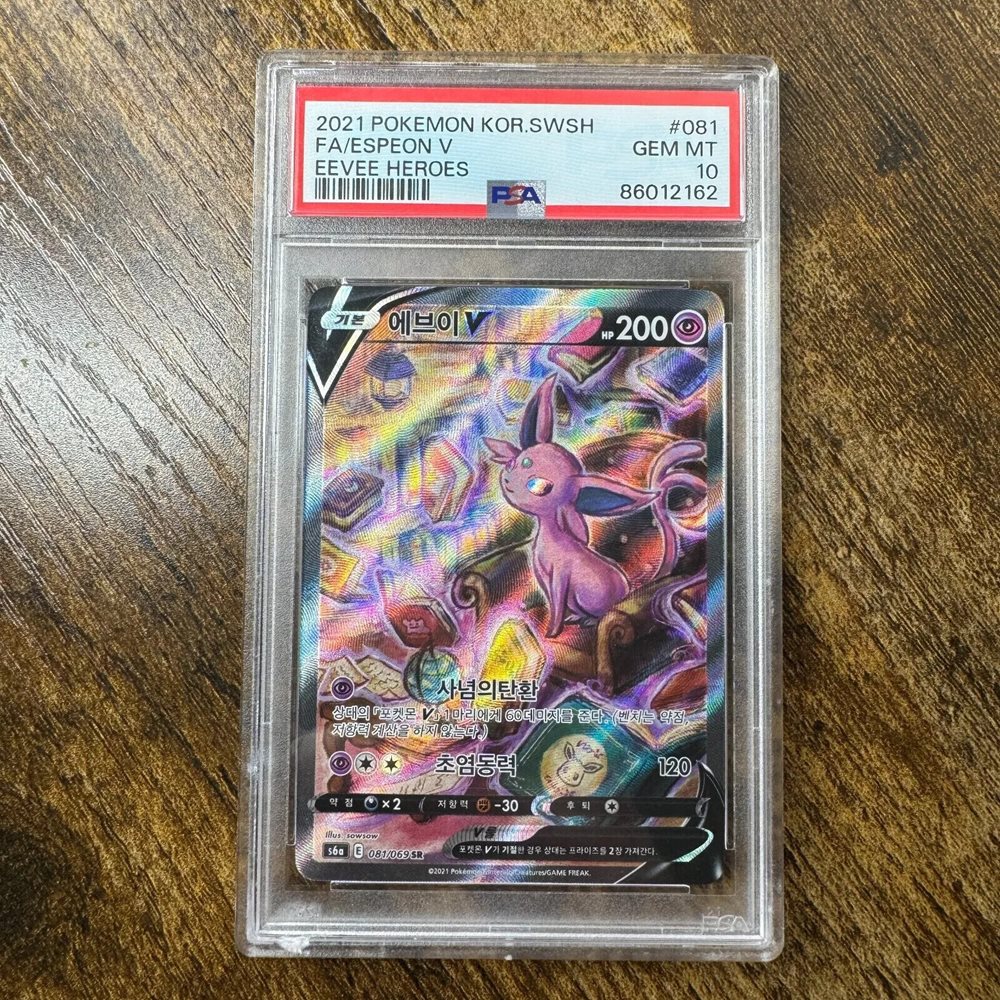 2021 POKEMON KOR.SWSH #081
FA/ESPEON V GEM MT
EEVEE HEROES 10
PSA 86012162
기본 에브이 V HP 200
사념의탄환
상대의 「포켓몬 V」 1마리에게 60데미지를 준다. (벤치는 약점,
저항력 계산을 하지 않는다.)
초염동력 120
약점 ×2 저항력 -30 후퇴
Illus. sowsow
V룰
s6a E 081/069 SR
포켓몬 V가 기절한 경우 상대는 프라이즈를 2장 가져간다.
©2021 Pokémon/Nintendo/Creatures/GAME FREAK.
PSA